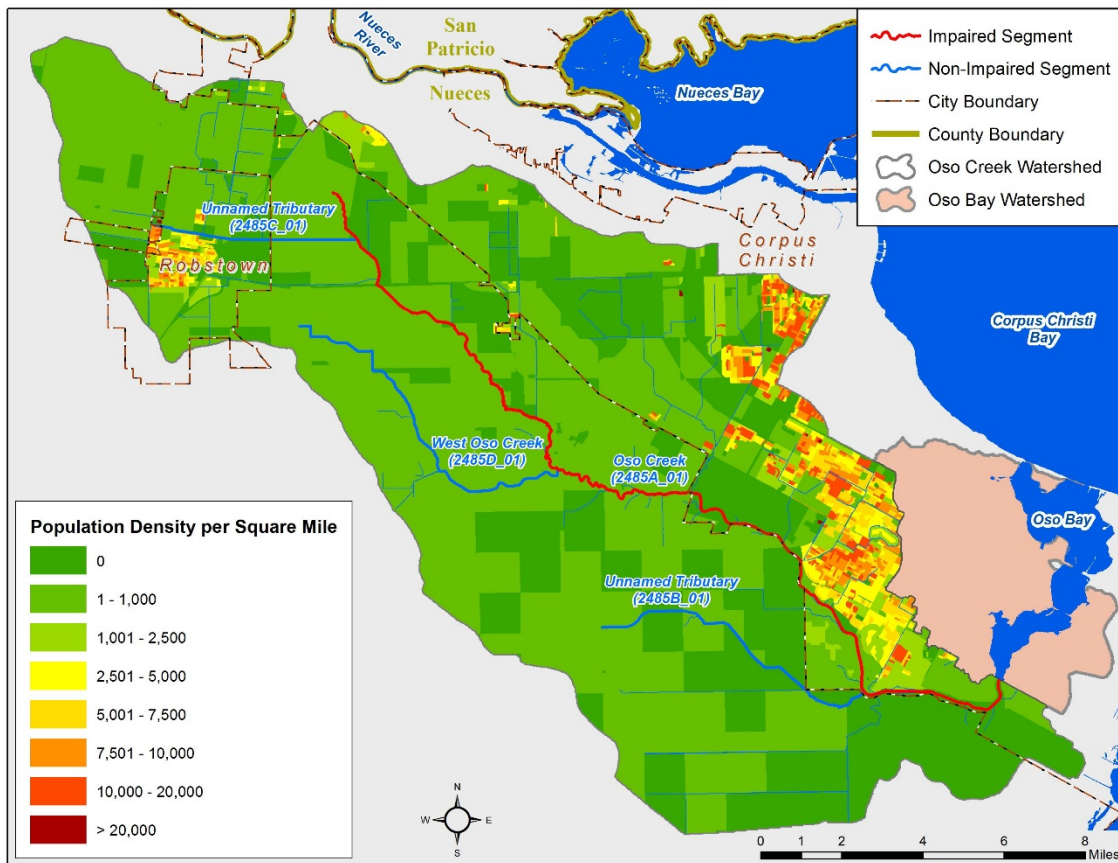 Nueces
River
San
Patricio
Nueces
Nueces Bay
Impaired Segment
Non-Impaired Segment
City Boundary
County Boundary
Oso Creek Watershed
Oso Bay Watershed
Unnamed Tributary
(2485C_01)
Robstown
Corpus
Christi
Corpus Christi
Bay
West Oso Creek
(2485D_01)
Oso Creek
(2485A_01)
Oso Bay
Unnamed Tributary
(2485B_01)
Population Density per Square Mile
0
1 - 1,000
1,001 - 2,500
2,501 - 5,000
5,001 - 7,500
7,501 - 10,000
10,000 - 20,000
> 20,000
N
W E
S
0 1 2 4 6 8
Miles